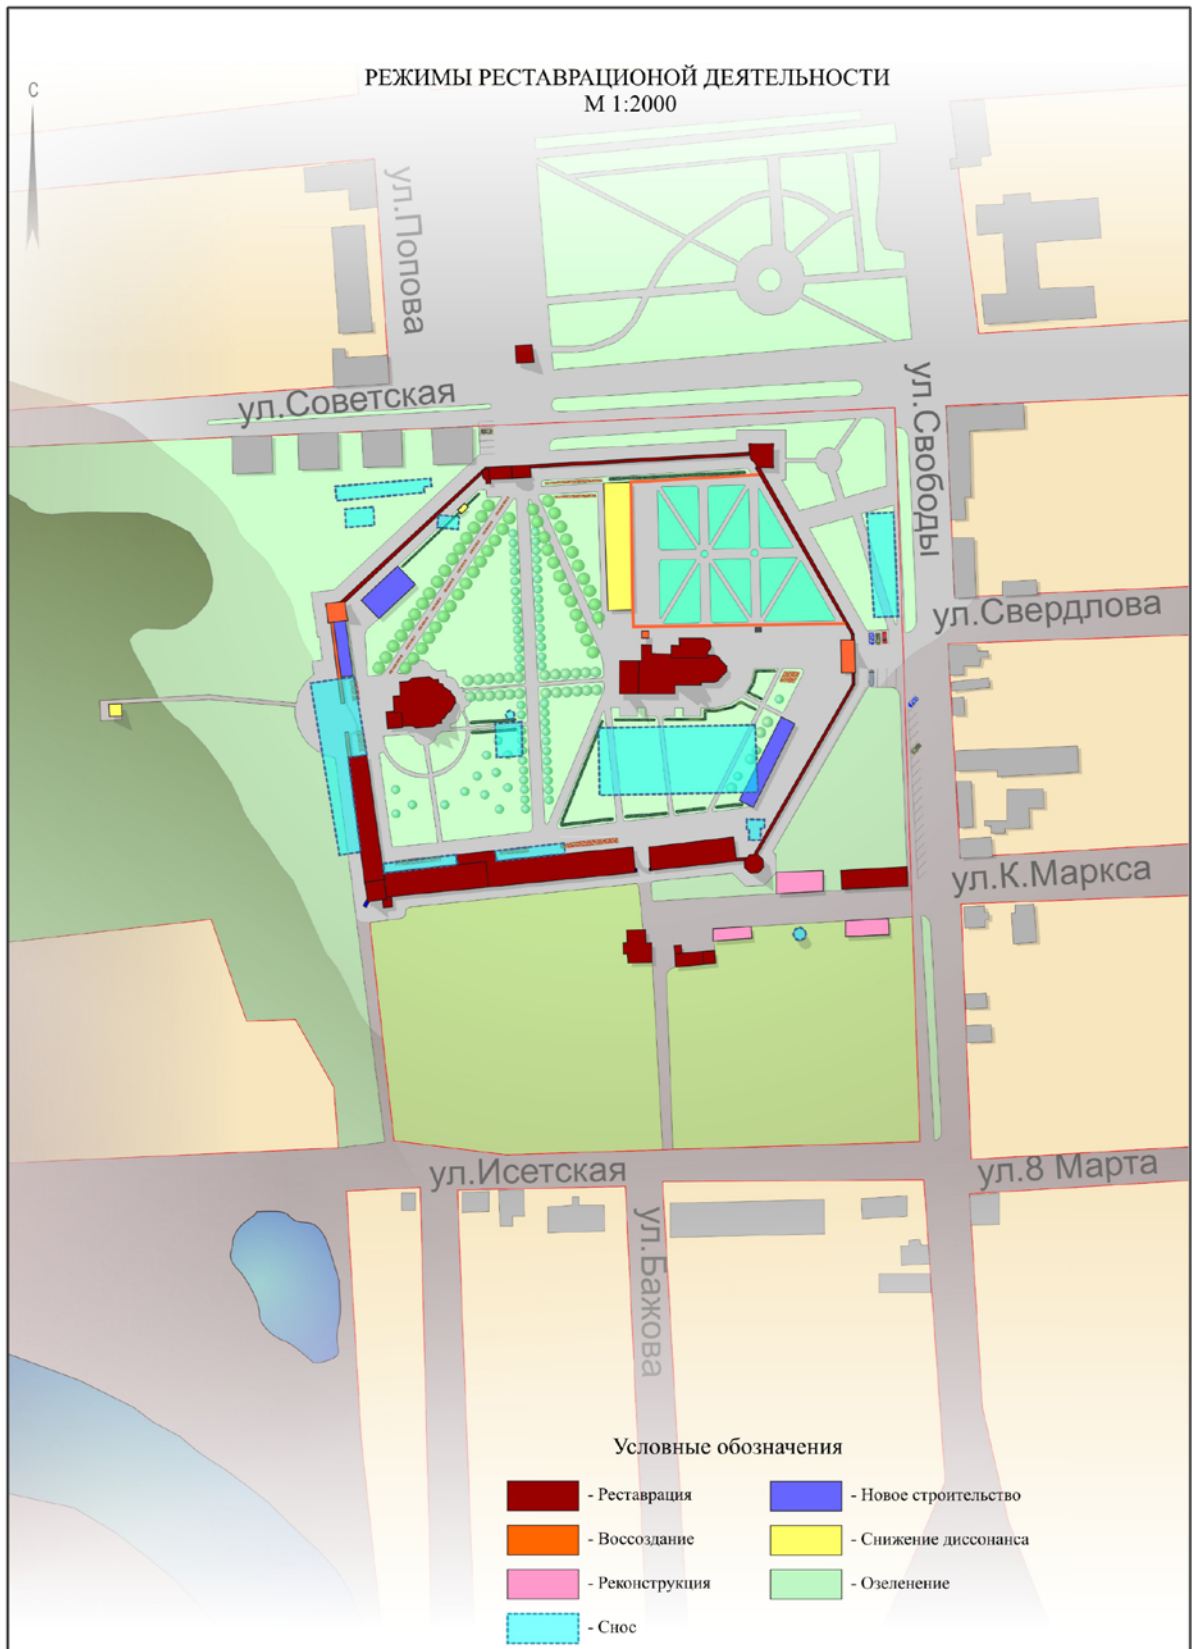 РЕЖИМЫ РЕСТАВРАЦИОНОЙ ДЕЯТЕЛЬНОСТИ
М 1:2000
С
ул.Попова
ул.Советская
ул.Свободы
ул.Свердлова
ул.К.Маркса
ул.Исетская
ул.8 Марта
ул.Бажова
Условные обозначения
- Реставрация
- Новое строительство
- Воссоздание
- Снижение диссонанса
- Реконструкция
- Озеленение
- Снос